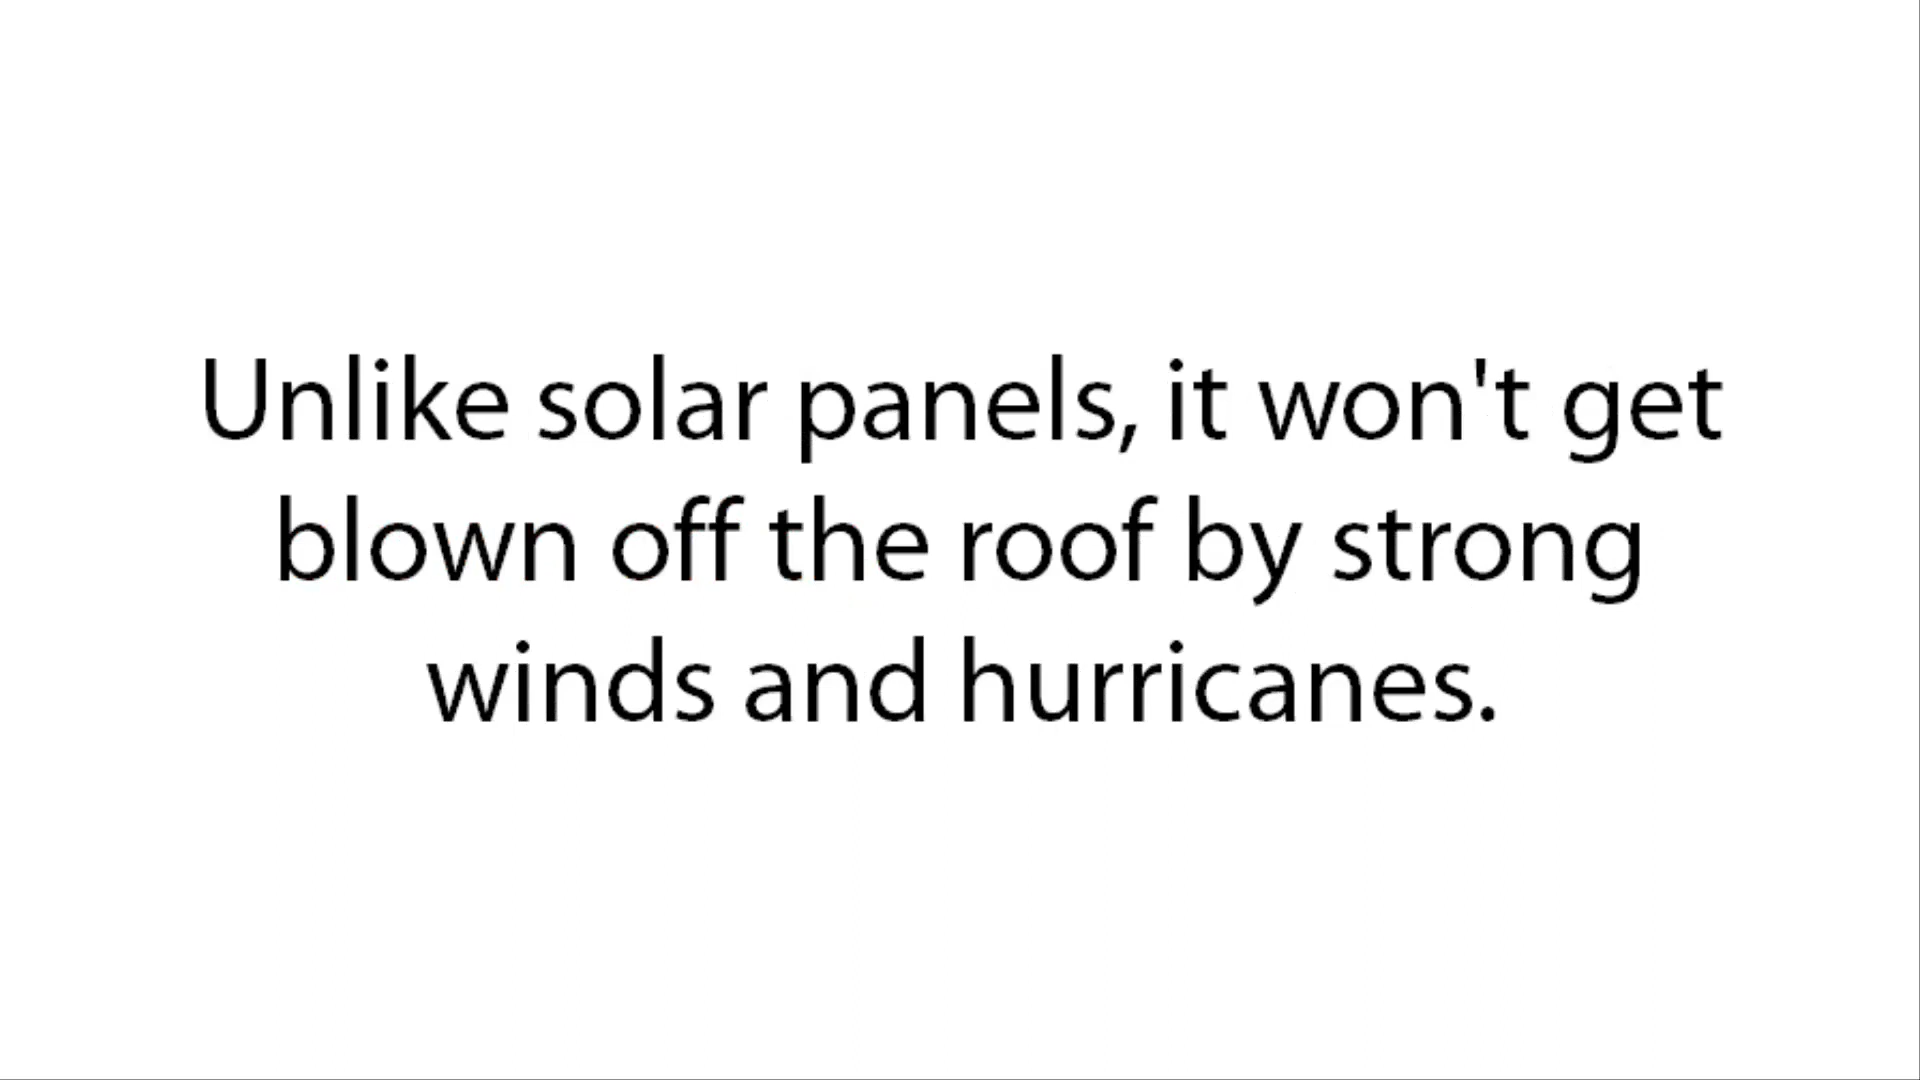 Unlike solar panels, it won't get
blown off the roof by strong
winds and hurricanes.